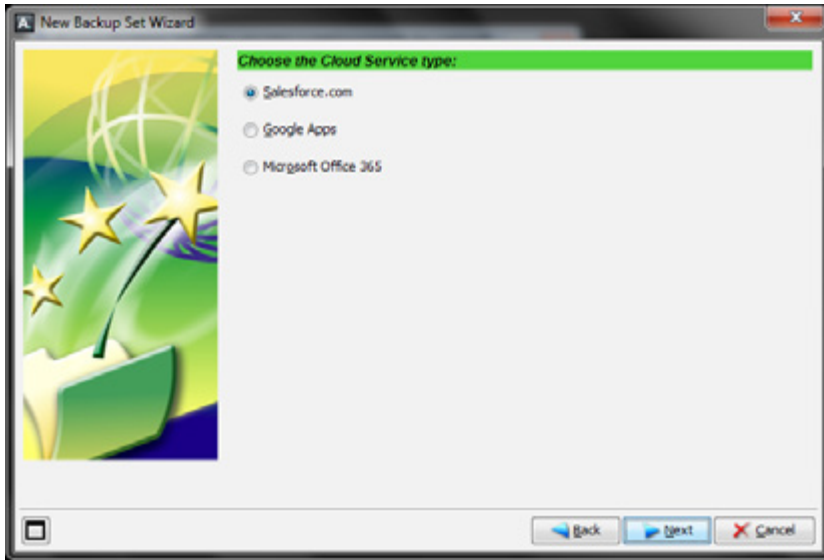 A. New Backup Set Wizard
Choose the Cloud Service type:
Salesforce.com
Google Apps
Microsoft Office 365
Back Next Cancel